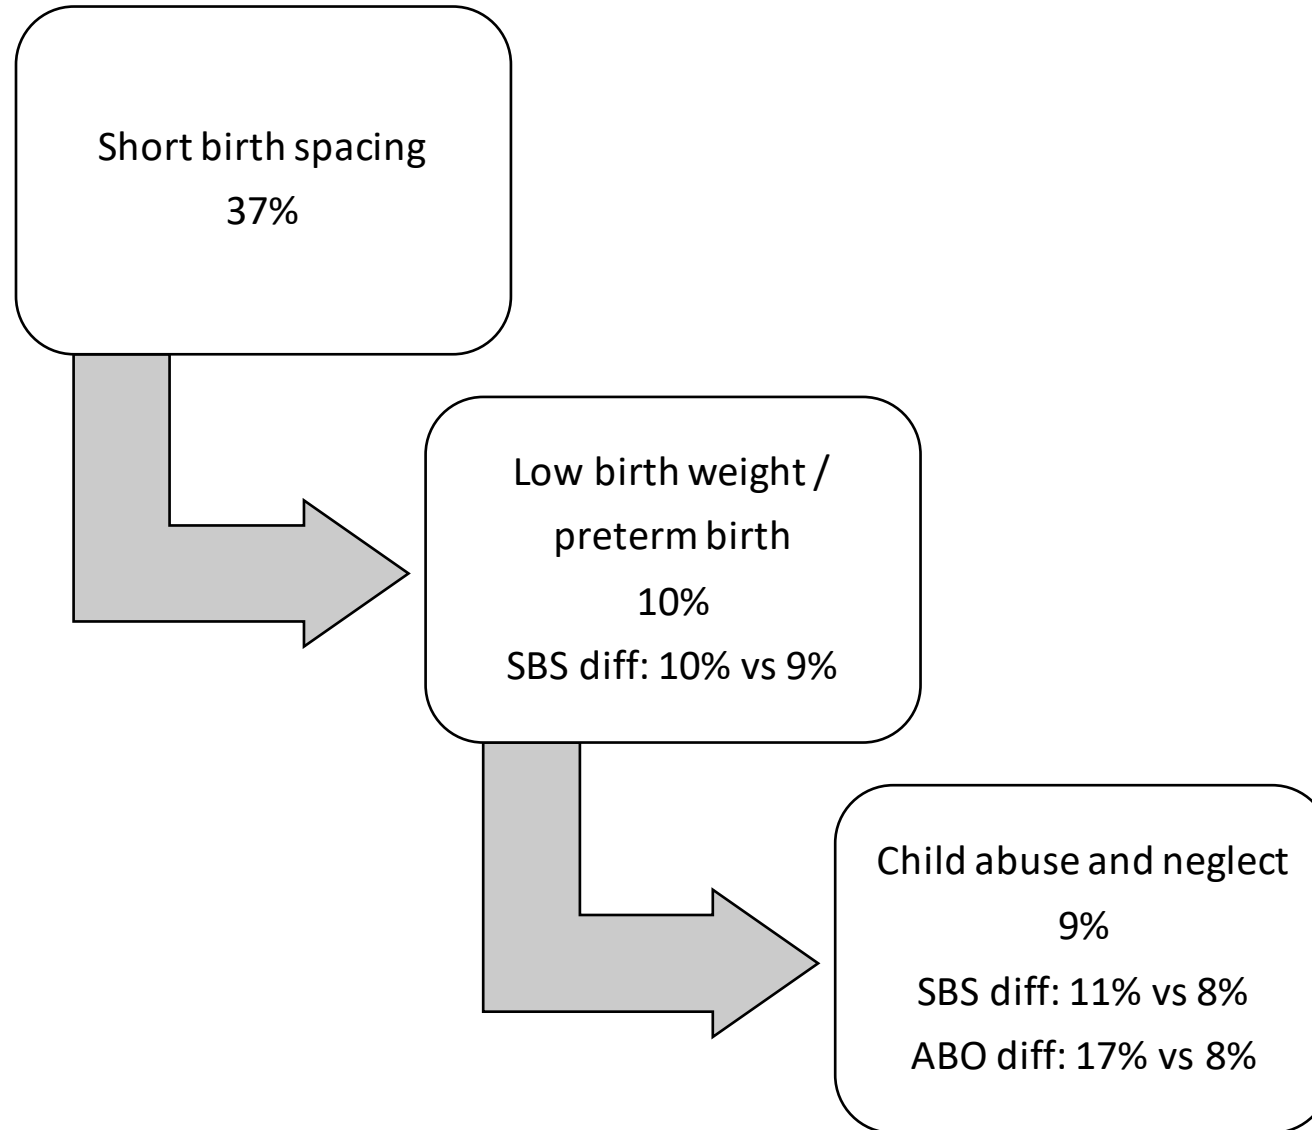 Short birth spacing
37%
Low birth weight /
preterm birth
10%
SBS diff: 10% vs 9%
Child abuse and neglect
9%
SBS diff: 11% vs 8%
ABO diff: 17% vs 8%